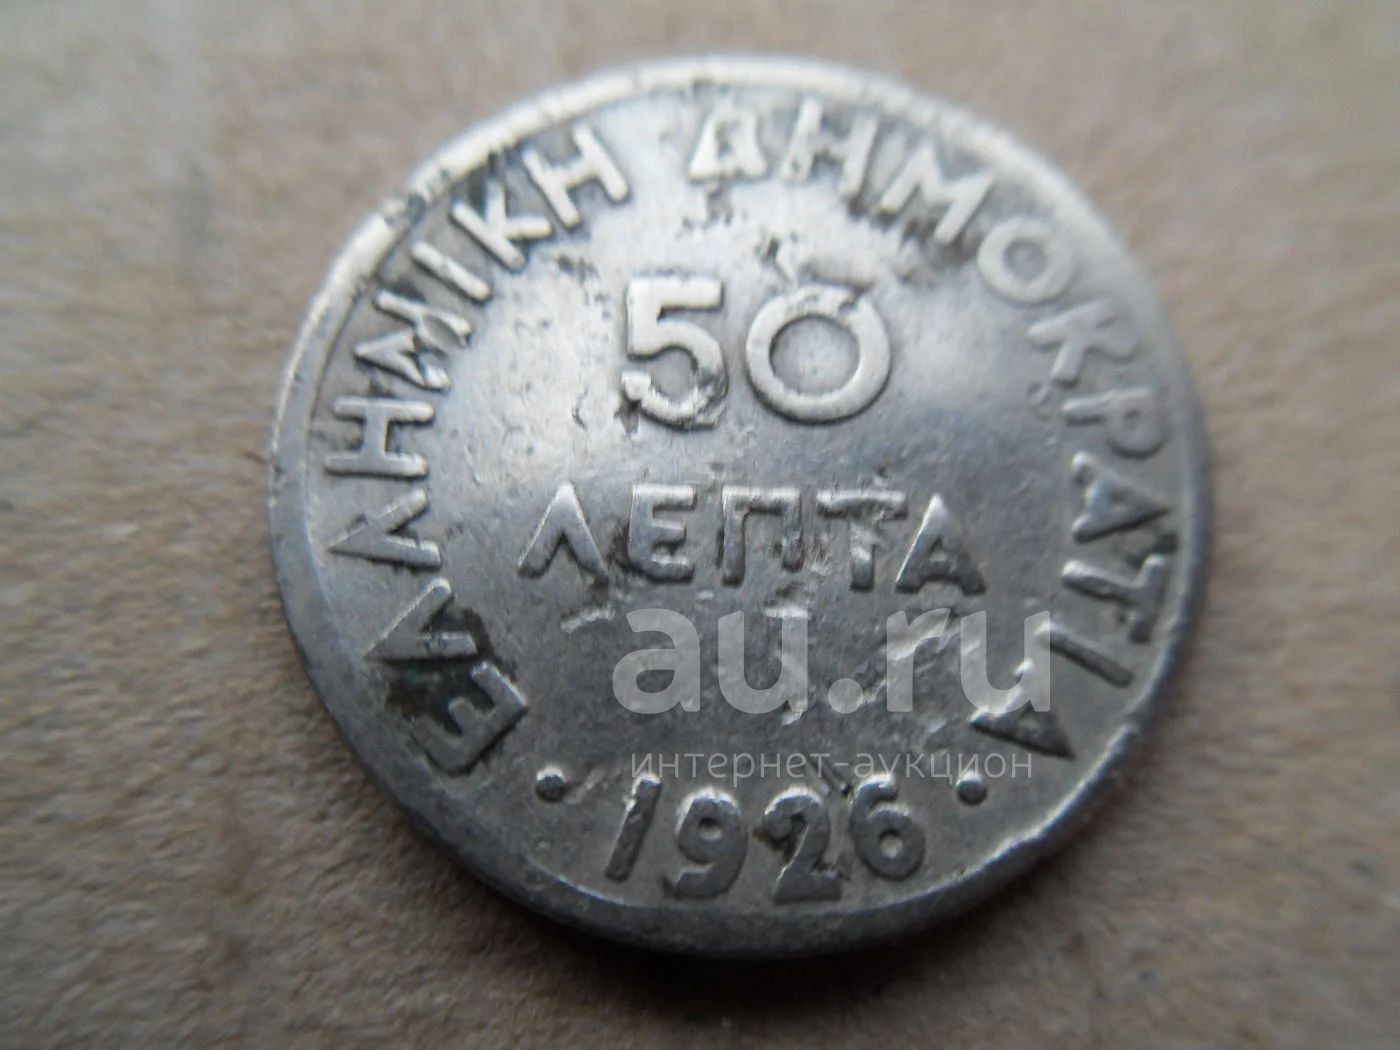 ΕΛΛΗΝΙΚΗ ΔΗΜΟΚΡΑΤΙΑ
50
ΛΕΠΤΑ
au.ru
интернет-аукцион
· 1926 ·